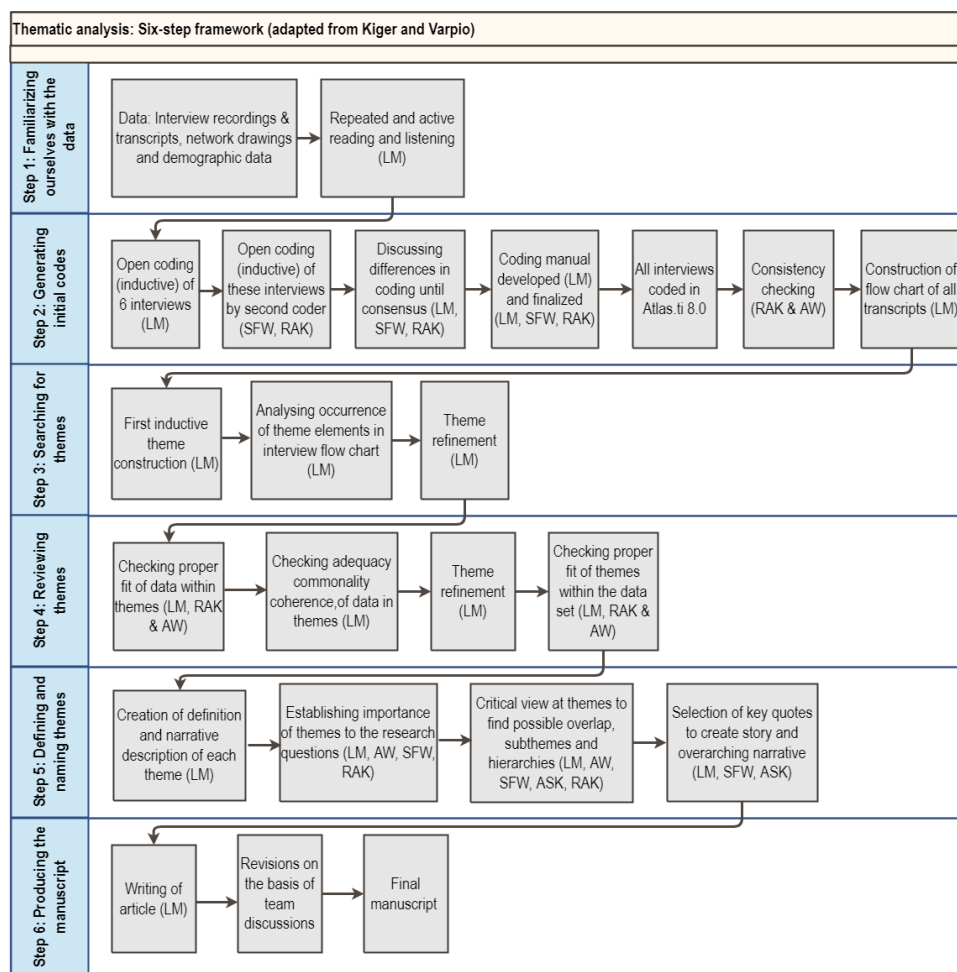 Thematic analysis: Six-step framework (adapted from Kiger and Varpio)
Step 1: Familiarizing
ourselves with the
data
Data: Interview recordings &
transcripts, network drawings
and demographic data
Repeated and active
reading and listening
(LM)
Step 2: Generating
initial codes
Open coding
(inductive) of
6 interviews
(LM)
Open coding
(inductive) of
these interviews
by second coder
(SFW, RAK)
Discussing
differences in
coding until
consensus (LM,
SFW, RAK)
Coding manual
developed (LM)
and finalized
(LM, SFW, RAK)
All interviews
coded in
Atlas.ti 8.0
Consistency
checking
(RAK & AW)
Construction of
flow chart of all
transcripts (LM)
Step 3: Searching for
themes
First inductive
theme
construction (LM)
Analysing occurrence
of theme elements in
interview flow chart
(LM)
Theme
refinement
(LM)
Step 4: Reviewing
themes
Checking proper
fit of data within
themes (LM, RAK
& AW)
Checking adequacy
commonality
coherence,of data in
themes (LM)
Theme
refinement
(LM)
Checking proper
fit of themes
within the data
set (LM, RAK &
AW)
Step 5: Defining and
naming themes
Creation of definition
and narrative
description of each
theme (LM)
Establishing importance
of themes to the research
questions (LM, AW, SFW,
RAK)
Critical view at themes to
find possible overlap,
subthemes and
hierarchies (LM, AW,
SFW, ASK, RAK)
Selection of key quotes
to create story and
overarching narrative
(LM, SFW, ASK)
Step 6: Producing the
manuscript
Writing of
article (LM)
Revisions on
the basis of
team
discussions
Final
manuscript